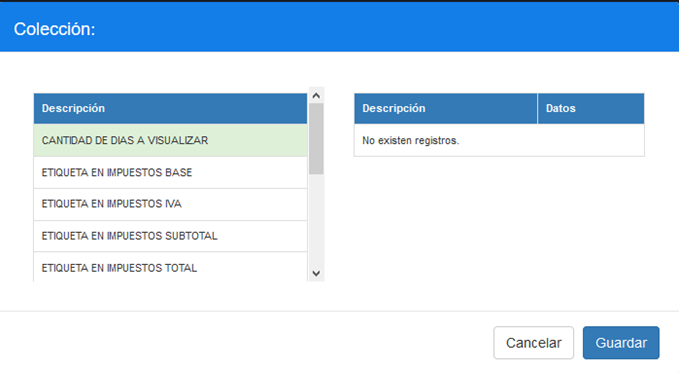 Colección:
Descripción
CANTIDAD DE DIAS A VISUALIZAR
ETIQUETA EN IMPUESTOS BASE
ETIQUETA EN IMPUESTOS IVA
ETIQUETA EN IMPUESTOS SUBTOTAL
ETIQUETA EN IMPUESTOS TOTAL
Descripción Datos
No existen registros.
Cancelar Guardar